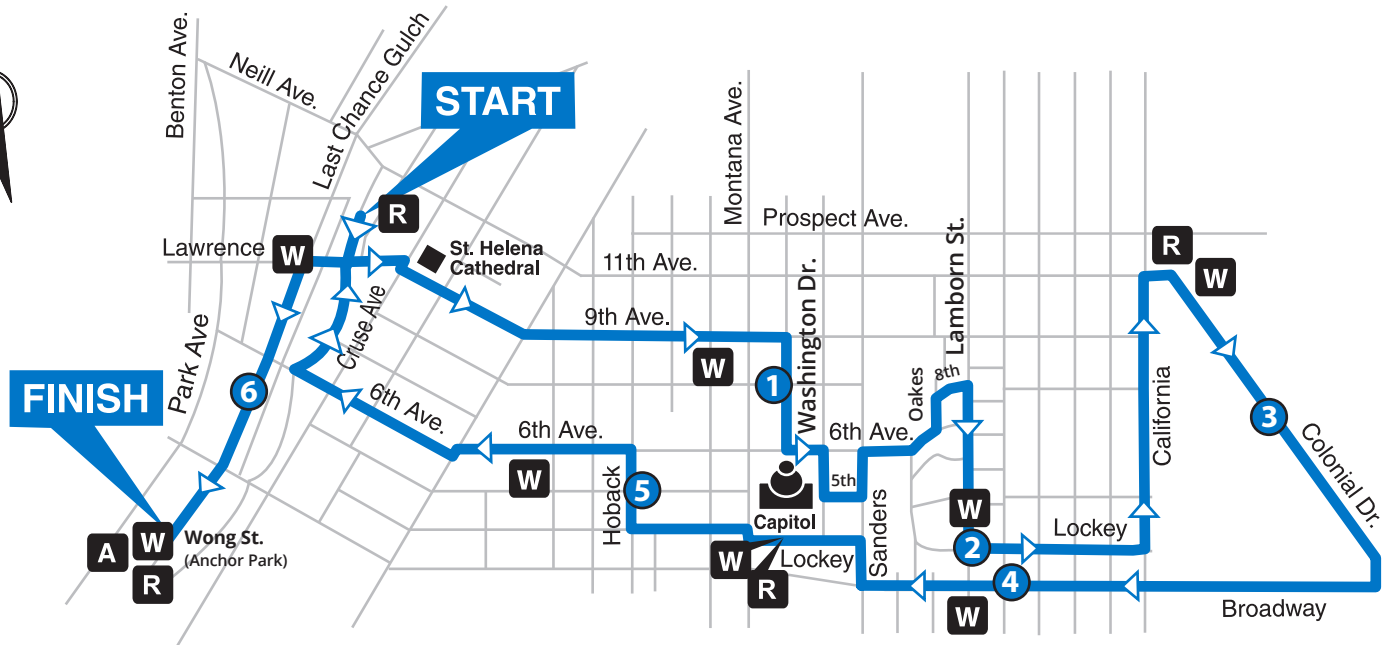 Benton Ave.
Neill Ave.
Last Chance Gulch
START
R
Montana Ave.
Prospect Ave.
Lawrence
W
St. Helena
Cathedral
11th Ave.
Washington Dr.
Lamborn St.
R
W
Cruse Ave
9th Ave.
W
1
Park Ave
FINISH
6
6th Ave.
6th Ave.
W
Hoback
5
6th Ave.
Oakes
8th
5th
Capitol
Sanders
W
2
Lockey
California
3
Colonial Dr.
A
W
R
Wong St.
(Anchor Park)
W
R
Lockey
4
W
Broadway